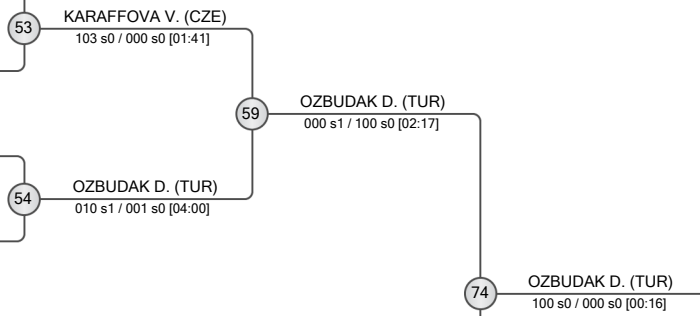 53
KARAFFOVA V. (CZE)
103 s0 / 000 s0 [01:41]
59
OZBUDAK D. (TUR)
000 s1 / 100 s0 [02:17]
54
OZBUDAK D. (TUR)
010 s1 / 001 s0 [04:00]
74
OZBUDAK D. (TUR)
100 s0 / 000 s0 [00:16]